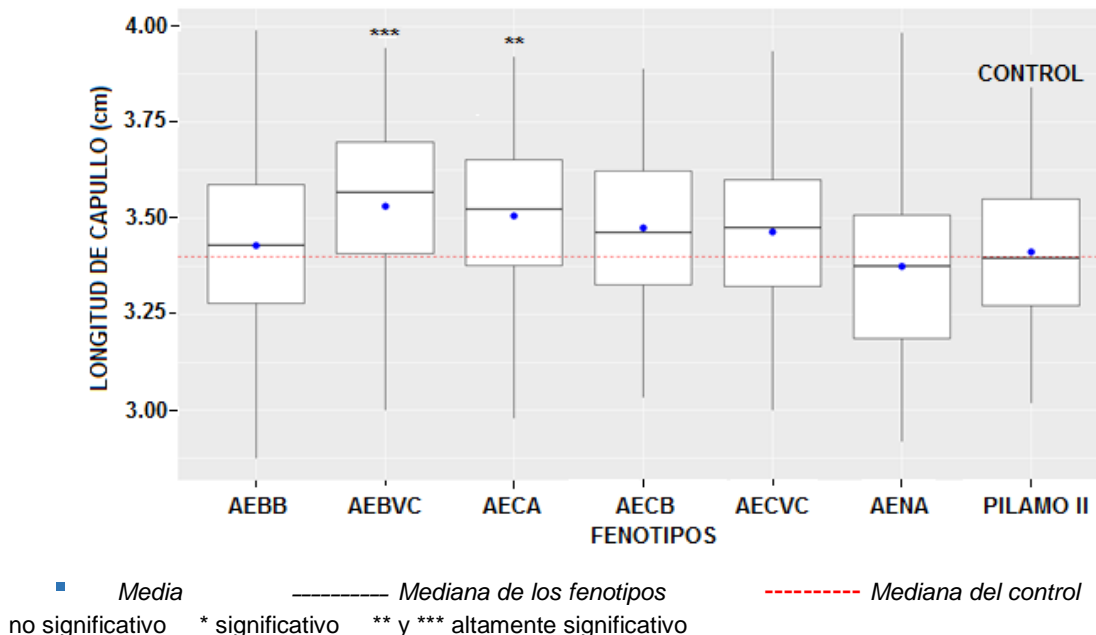 LONGITUD DE CAPULLO (cm)
4.00
3.75
3.50
3.25
3.00
***
**
CONTROL
AEBB AEBVC AECA AECB AECVC AENA PILAMO II
FENOTIPOS
Media ---------- Mediana de los fenotipos ---------- Mediana del control
no significativo * significativo ** y *** altamente significativo